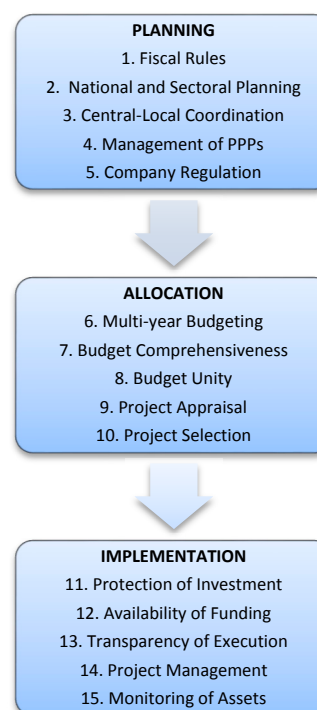 PLANNING
1. Fiscal Rules
2. National and Sectoral Planning
3. Central-Local Coordination
4. Management of PPPs
5. Company Regulation
ALLOCATION
6. Multi-year Budgeting
7. Budget Comprehensiveness
8. Budget Unity
9. Project Appraisal
10. Project Selection
IMPLEMENTATION
11. Protection of Investment
12. Availability of Funding
13. Transparency of Execution
14. Project Management
15. Monitoring of Assets